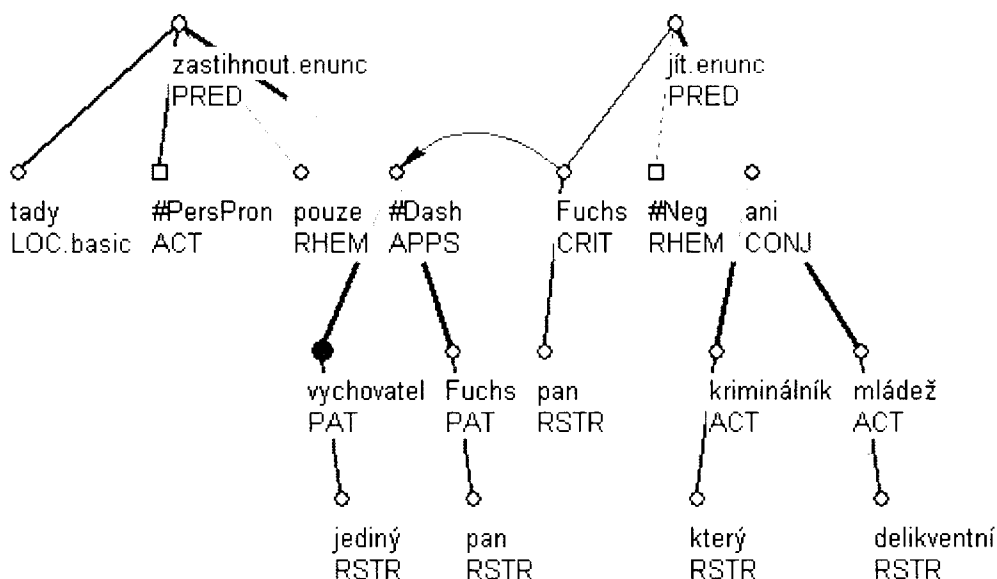 zastihnout.enunc
PRED
jít.enunc
PRED
tady
LOC.basic
#PersPron
ACT
pouze
RHEM
#Dash
APPS
Fuchs
CRIT
#Neg
RHEM
ani
CONJ
vychovatel
PAT
Fuchs
PAT
pan
RSTR
kriminálník
ACT
mládež
ACT
jediný
RSTR
pan
RSTR
který
RSTR
delikventní
RSTR